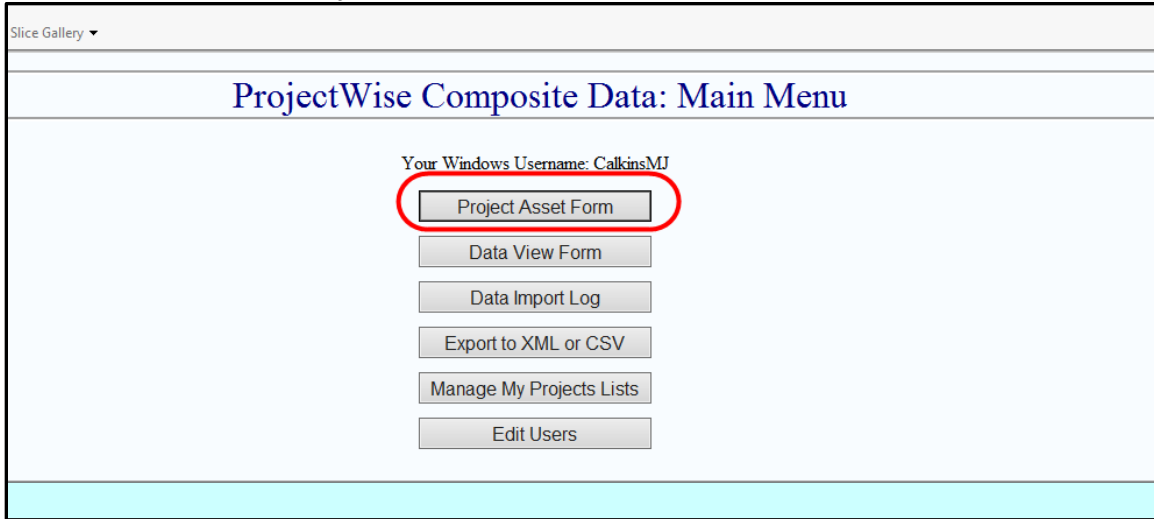 Slice Gallery
ProjectWise Composite Data: Main Menu
Your Windows Username: CalkinsMJ
Project Asset Form
Data View Form
Data Import Log
Export to XML or CSV
Manage My Projects Lists
Edit Users